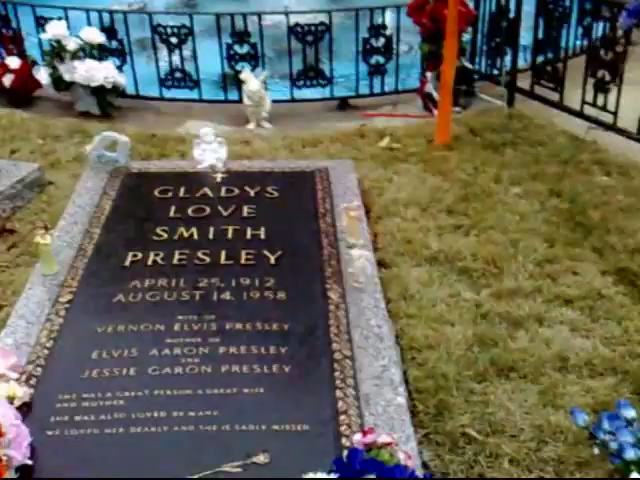 GLADYS
LOVE
SMITH
PRESLEY
APRIL 25, 1912
AUGUST 14, 1958
WIFE OF
VERNON ELVIS PRESLEY
MOTHER OF
ELVIS AARON PRESLEY
AND
JESSIE GARON PRESLEY
SHE WAS A GREAT PERSON A GREAT WIFE
AND MOTHER
SHE WAS ALSO LOVED BY MANY.
WE LOVED HER DEARLY AND SHE IS SADLY MISSED